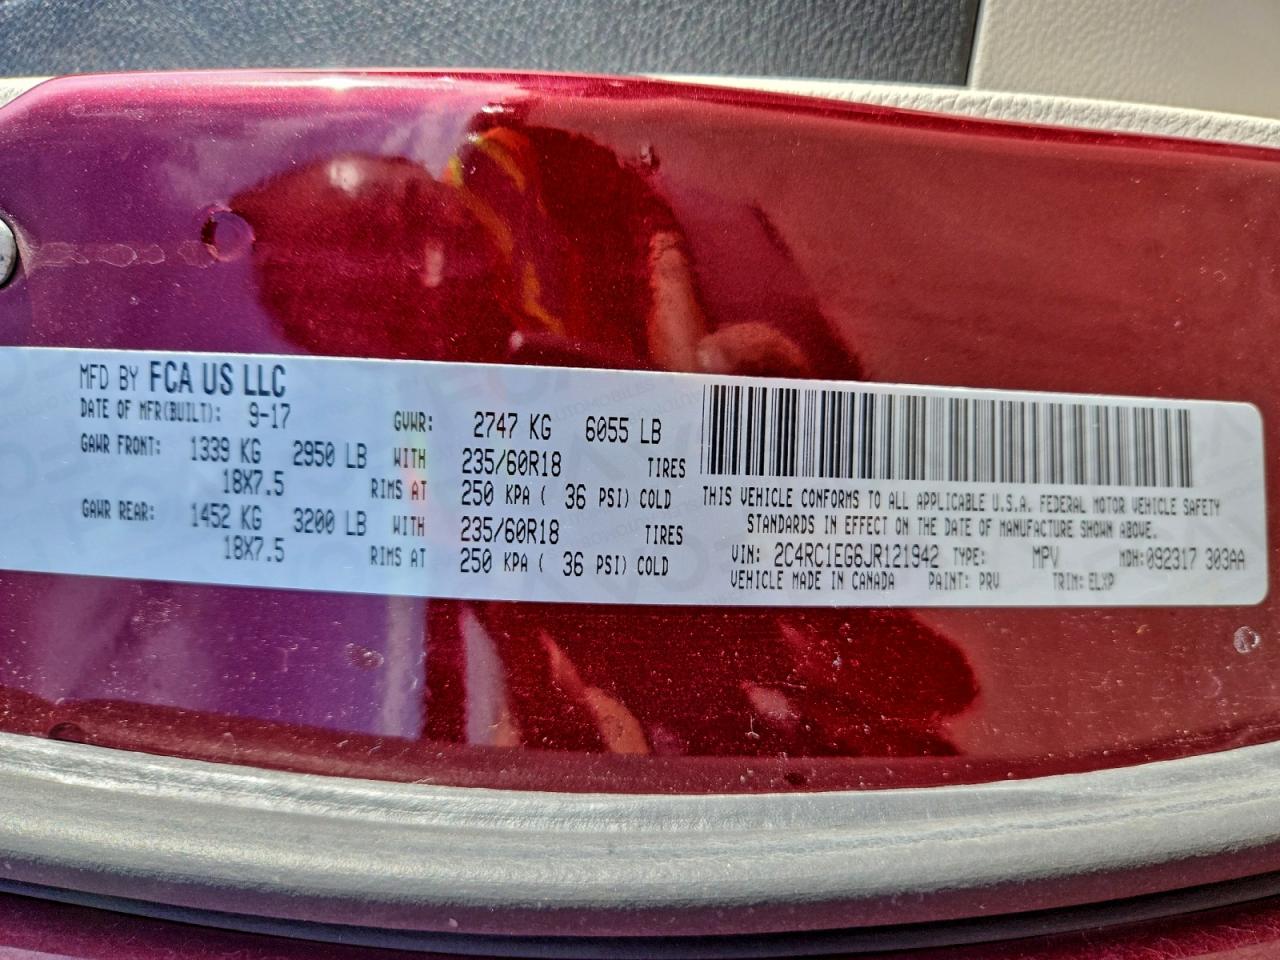 MFD BY FCA US LLC
DATE OF MFR(BUILT): 9-17 GVWR: 2747 KG 6055 LB
GAWR FRONT: 1339 KG 2950 LB WITH 235/60R18 TIRES
18X7.5 RIMS AT 250 KPA ( 36 PSI) COLD
GAWR REAR: 1452 KG 3200 LB WITH 235/60R18 TIRES
18X7.5 RIMS AT 250 KPA ( 36 PSI) COLD
THIS VEHICLE CONFORMS TO ALL APPLICABLE U.S.A. FEDERAL MOTOR VEHICLE SAFETY
STANDARDS IN EFFECT ON THE DATE OF MANUFACTURE SHOWN ABOVE.
VIN: 2C4RC1EG6JR121942 TYPE: MPV MDH:092317 303AA
VEHICLE MADE IN CANADA PAINT: PRV TRIM: ELXP